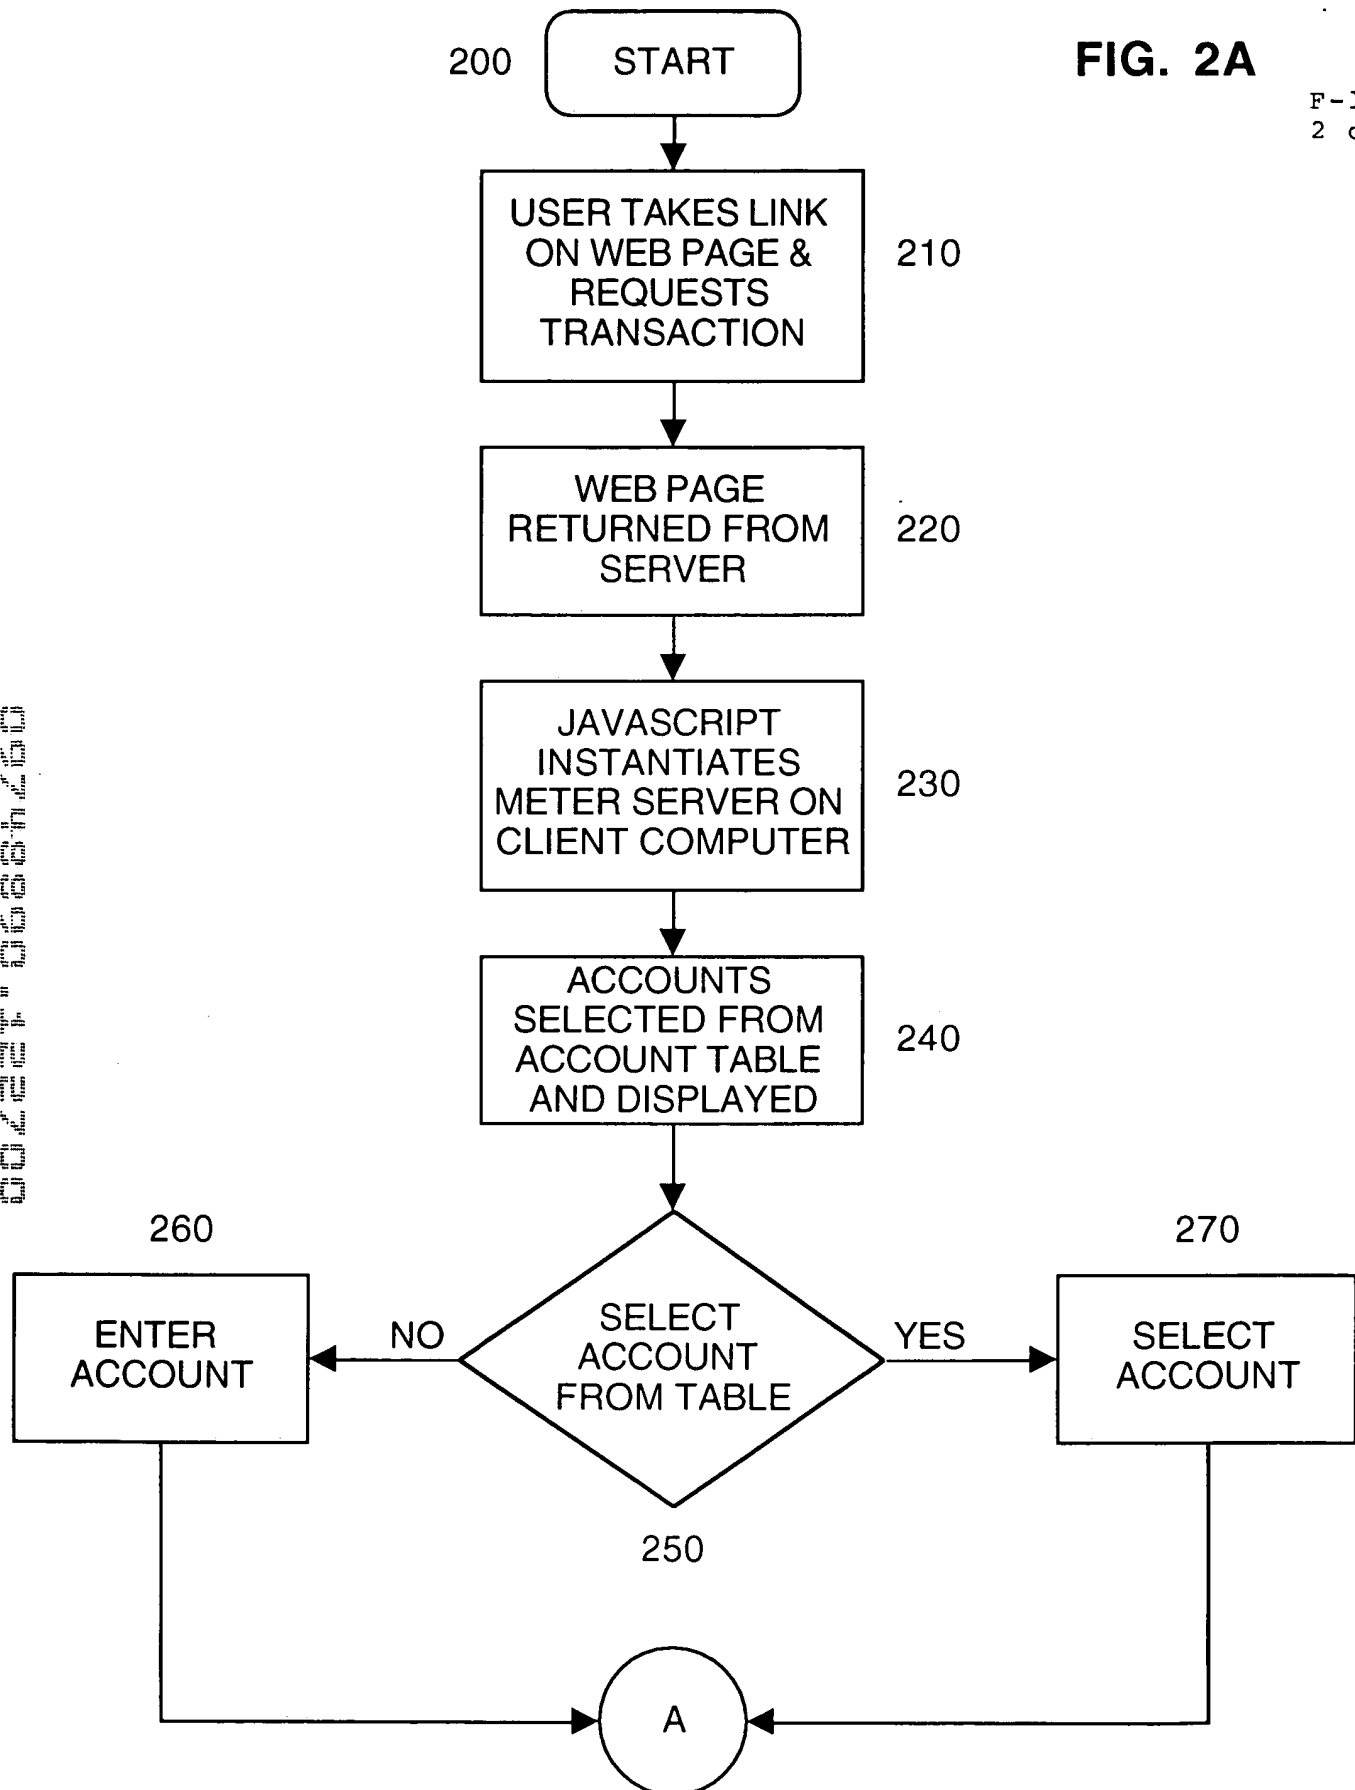 200
START
FIG. 2A
2
USER TAKES LINK
ON WEB PAGE &
REQUESTS
TRANSACTION
210
WEB PAGE
RETURNED FROM
SERVER
220
JAVASCRIPT
INSTANTIATES
METER SERVER ON
CLIENT COMPUTER
230
ACCOUNTS
SELECTED FROM
ACCOUNT TABLE
AND DISPLAYED
240
260
270
ENTER
ACCOUNT
NO
SELECT
ACCOUNT
FROM TABLE
YES
SELECT
ACCOUNT
250
A